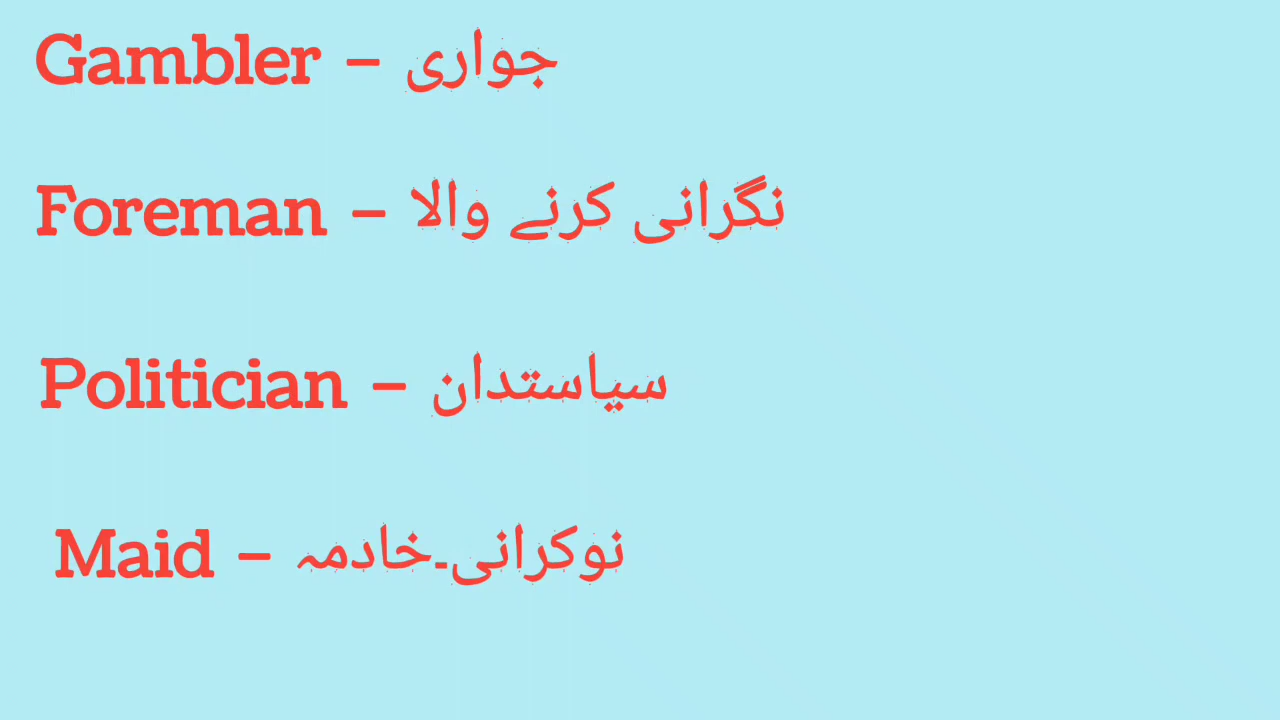 Gambler – جواری
Foreman – نگرانی کرنے والا
Politician – سیاستدان
Maid – نوکرانی۔خادمہ